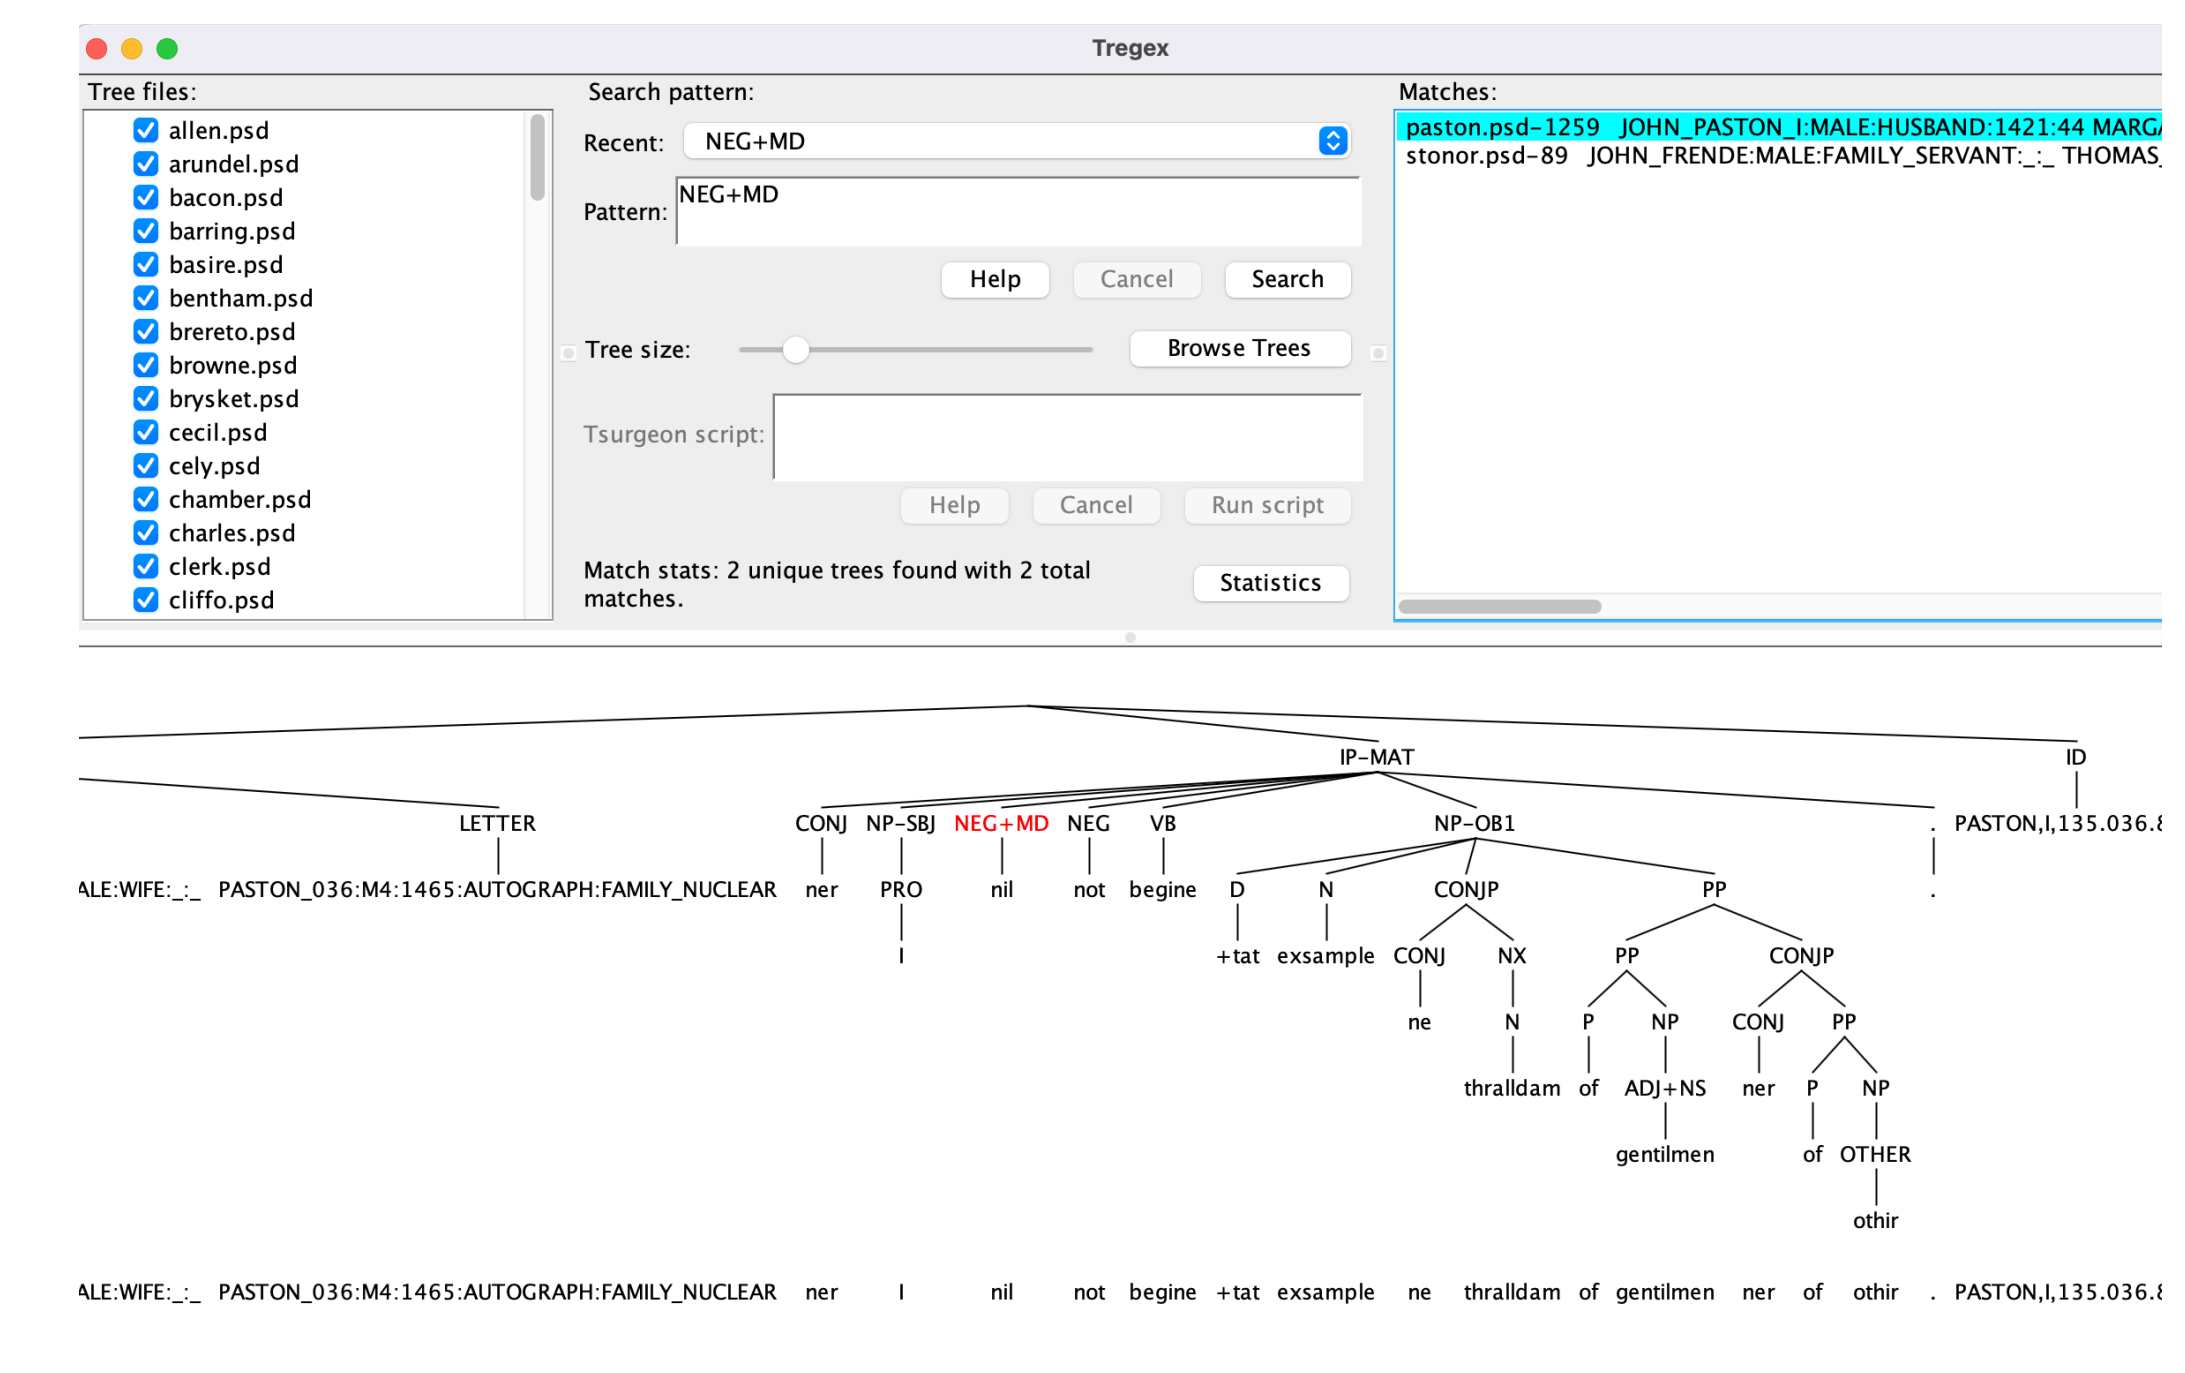 Tregex
Tree files:
allen.psd
arundel.psd
bacon.psd
barring.psd
basire.psd
bentham.psd
brereto.psd
browne.psd
brysket.psd
cecil.psd
cely.psd
chamber.psd
charles.psd
clerk.psd
cliffo.psd
Search pattern:
Recent: NEG+MD
Pattern: NEG+MD
Help Cancel Search
Tree size: Browse Trees
Tsurgeon script:
Help Cancel Run script
Match stats: 2 unique trees found with 2 total
matches.
Statistics
Matches:
paston.psd-1259 JOHN_PASTON_I:MALE:HUSBAND:1421:44 MARGA
stonor.psd-89 JOHN_FRENDE:MALE:FAMILY_SERVANT:_:_ THOMAS_
IP-MAT ID
LETTER CONJ NP-SBJ NEG+MD NEG VB NP-OB1 . PASTON,I,135.036.8
ALE:WIFE:_:_ PASTON_036:M4:1465:AUTOGRAPH:FAMILY_NUCLEAR ner PRO nil not begine D N CONJP PP .
I +tat exsample CONJ NX PP CONJP
ne N P NP CONJ PP
thralldam of ADJ+NS ner P NP
gentilmen of OTHER
othir
ALE:WIFE:_:_ PASTON_036:M4:1465:AUTOGRAPH:FAMILY_NUCLEAR ner I nil not begine +tat exsample ne thralldam of gentilmen ner of othir . PASTON,I,135.036.8